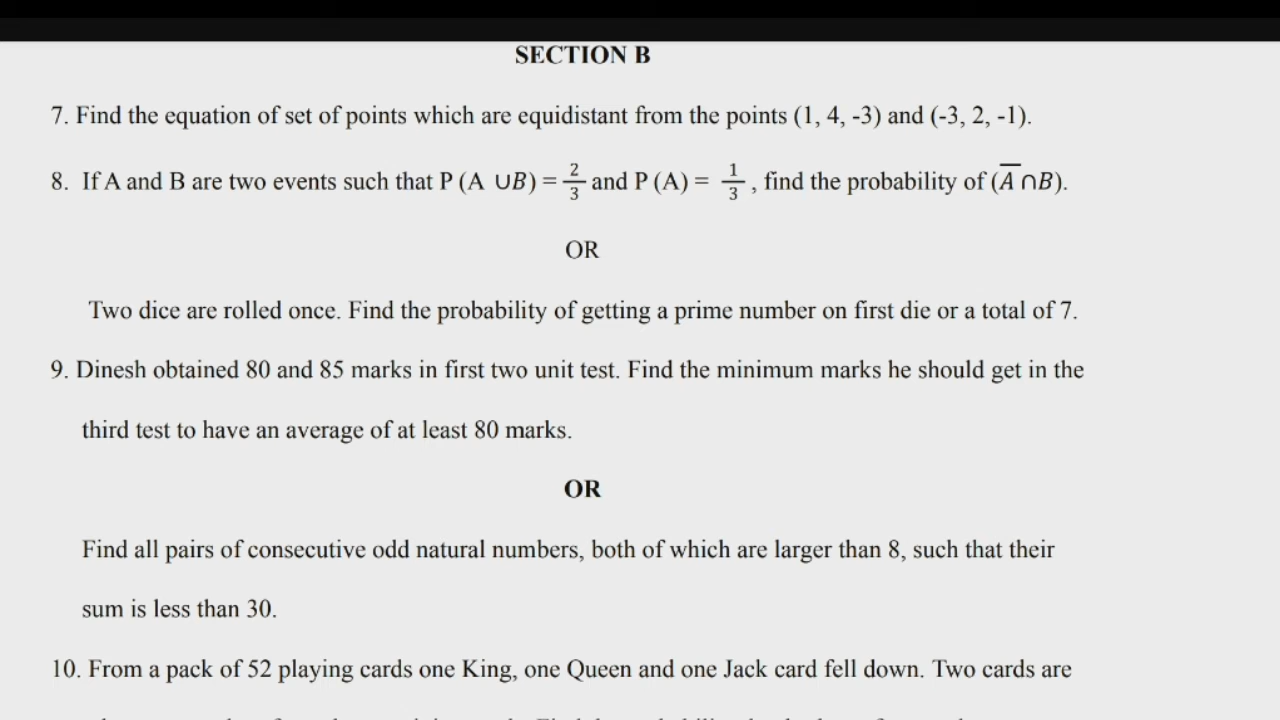 SECTION B
7. Find the equation of set of points which are equidistant from the points (1, 4, -3) and (-3, 2, -1).
8. If A and B are two events such that P (A ∪B) = 2/3 and P (A) = 1/3 , find the probability of (A̅ ∩B).
OR
Two dice are rolled once. Find the probability of getting a prime number on first die or a total of 7.
9. Dinesh obtained 80 and 85 marks in first two unit test. Find the minimum marks he should get in the
third test to have an average of at least 80 marks.
OR
Find all pairs of consecutive odd natural numbers, both of which are larger than 8, such that their
sum is less than 30.
10. From a pack of 52 playing cards one King, one Queen and one Jack card fell down. Two cards are